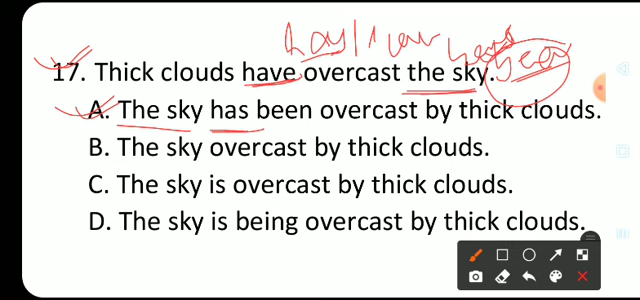 17. Thick clouds have overcast the sky.
A. The sky has been overcast by thick clouds.
B. The sky overcast by thick clouds.
C. The sky is overcast by thick clouds.
D. The sky is being overcast by thick clouds.